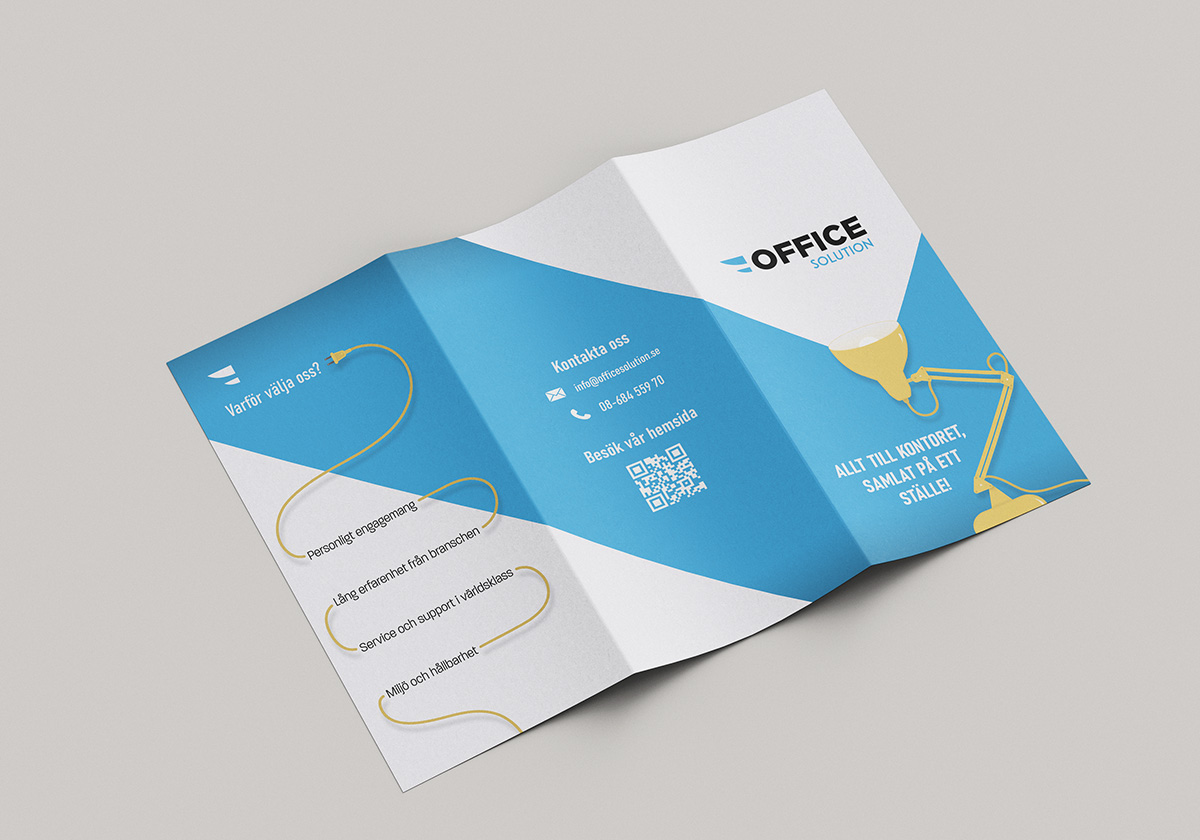 Varför välja oss?
Personligt engagemang
Lång erfarenhet från branschen
Service och support i världsklass
Miljö och hållbarhet
Kontakta oss
info@officesolution.se
08-684 559 70
Besök vår hemsida
OFFICE
SOLUTION
ALLT TILL KONTORET,
SAMLAT PÅ ETT
STÄLLE!